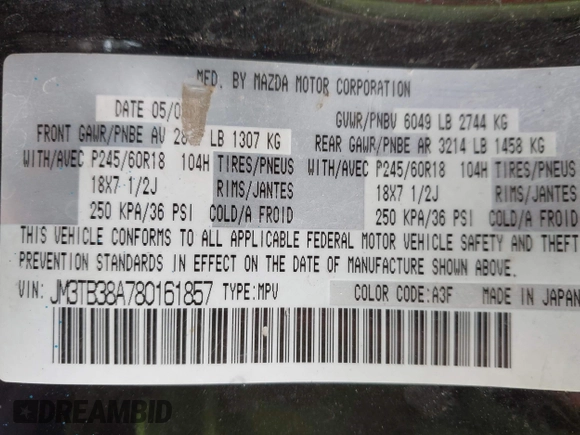 MFD. BY MAZDA MOTOR CORPORATION
DATE 05/0
GVWR/PNBV 6049 LB 2744 KG
FRONT GAWR/PNBE AV 28 LB 1307 KG
REAR GAWR/PNBE AR 3214 LB 1458 KG
WITH/AVEC P245/60R18 104H TIRES/PNEUS
WITH/AVEC P245/60R18 104H TIRES/PNEUS
18X7 1/2J RIMS/JANTES
18X7 1/2J RIMS/JANTES
250 KPA/36 PSI COLD/A FROID
250 KPA/36 PSI COLD/A FROID
THIS VEHICLE CONFORMS TO ALL APPLICABLE FEDERAL MOTOR VEHICLE SAFETY AND THEFT
PREVENTION STANDARDS IN EFFECT ON THE DATE OF MANUFACTURE SHOWN ABOVE.
VIN: JM3TB38A780161857 TYPE:MPV COLOR CODE:A3F MADE IN JAPAN
DREAMBID